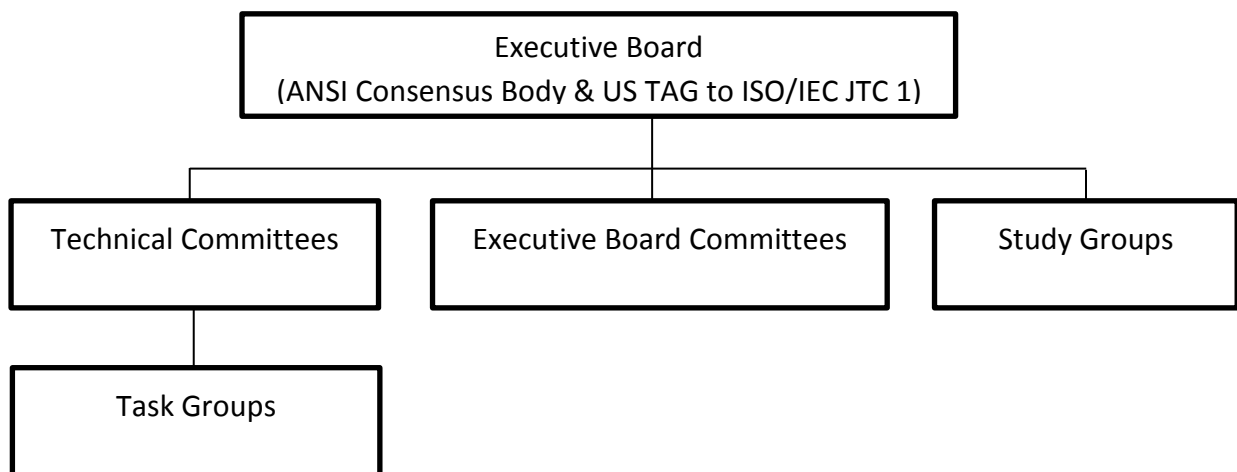 Executive Board
(ANSI Consensus Body & US TAG to ISO/IEC JTC 1)
Technical Committees
Executive Board Committees
Study Groups
Task Groups